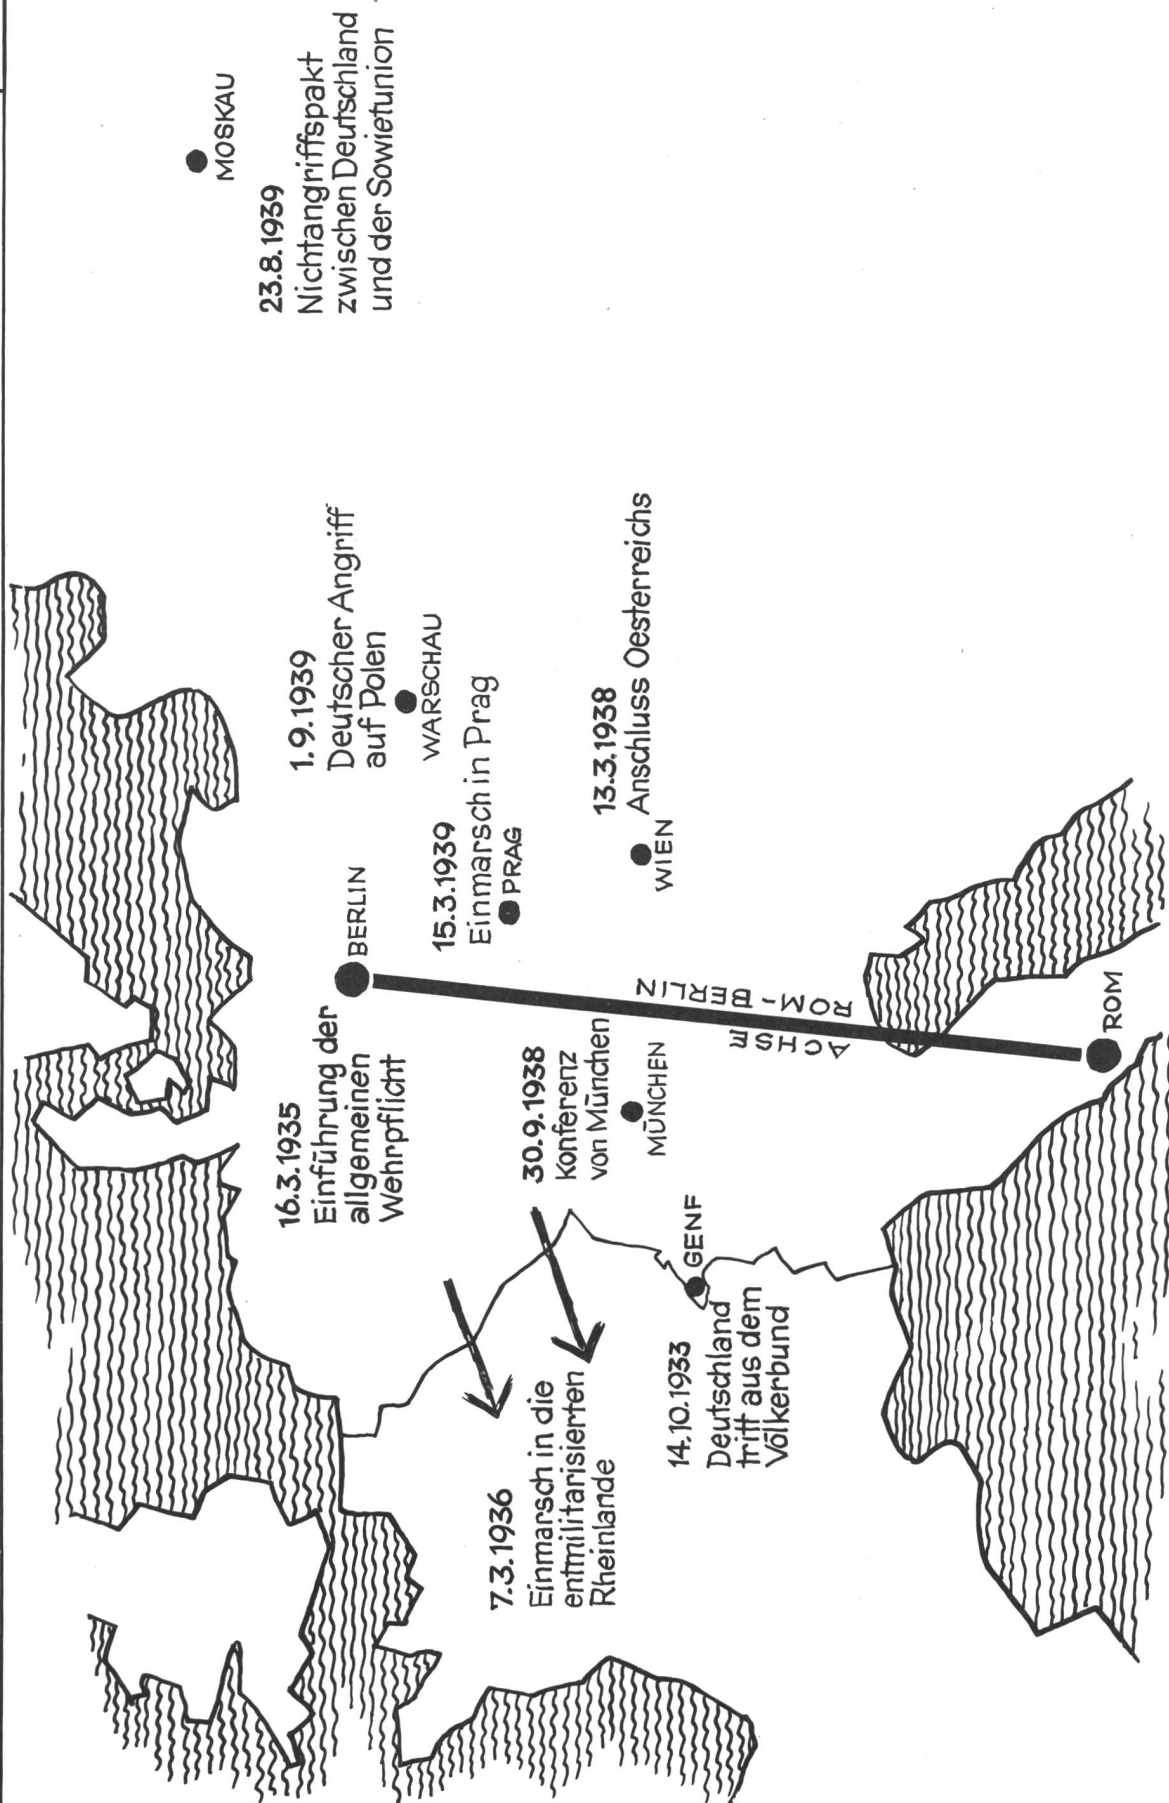 MOSKAU
23.8.1939
Nichtangriffspakt
zwischen Deutschland
und der Sowietunion
1.9.1939
Deutscher Angriff
auf Polen
WARSCHAU
BERLIN
16.3.1935
Einführung der
allgemeinen
Wehrpflicht
15.3.1939
Einmarsch in Prag
PRAG
7.3.1936
Einmarsch in die
entmilitarisierten
Rheinlande
30.9.1938
Konferenz
von München
MÜNCHEN
13.3.1938
Anschluss Oesterreichs
WIEN
GENF
14.10.1933
Deutschland
tritt aus dem
Völkerbund
ACHSE
ROM-BERLIN
ROM